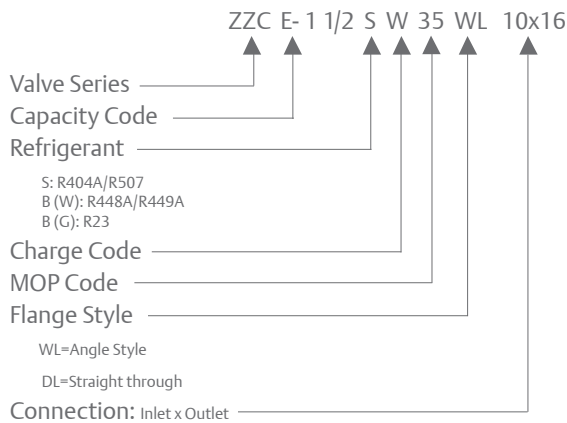 ZZC E- 1 1/2 S W 35 WL 10x16
Valve Series
Capacity Code
Refrigerant
S: R404A/R507
B (W): R448A/R449A
B (G): R23
Charge Code
MOP Code
Flange Style
WL=Angle Style
DL=Straight through
Connection: Inlet x Outlet